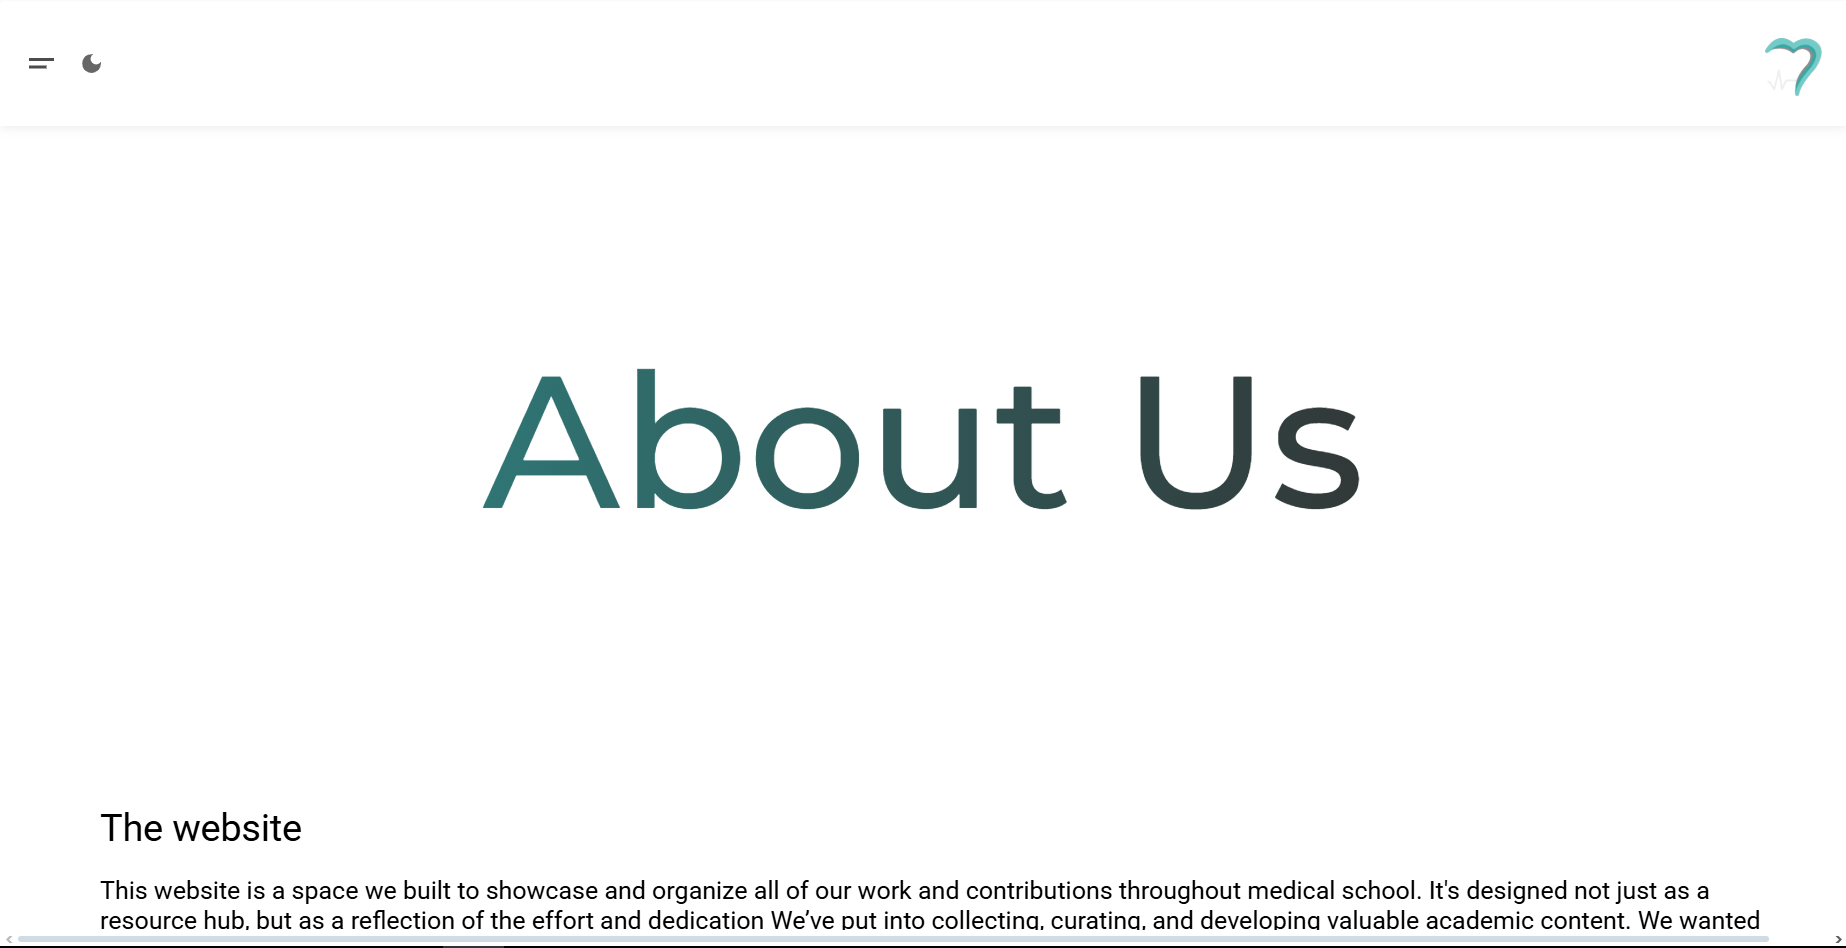 About Us
The website
This website is a space we built to showcase and organize all of our work and contributions throughout medical school. It's designed not just as a
resource hub, but as a reflection of the effort and dedication We’ve put into collecting, curating, and developing valuable academic content. We wanted